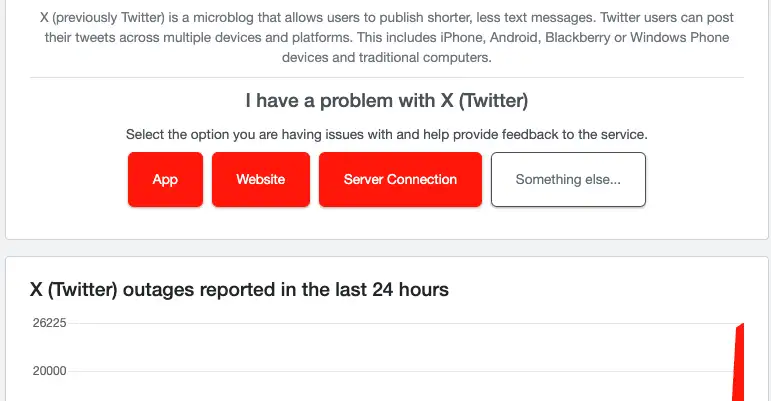 X (previously Twitter) is a microblog that allows users to publish shorter, less text messages. Twitter users can post
their tweets across multiple devices and platforms. This includes iPhone, Android, Blackberry or Windows Phone
devices and traditional computers.
I have a problem with X (Twitter)
Select the option you are having issues with and help provide feedback to the service.
App
Website
Server Connection
Something else...
X (Twitter) outages reported in the last 24 hours
26225
20000